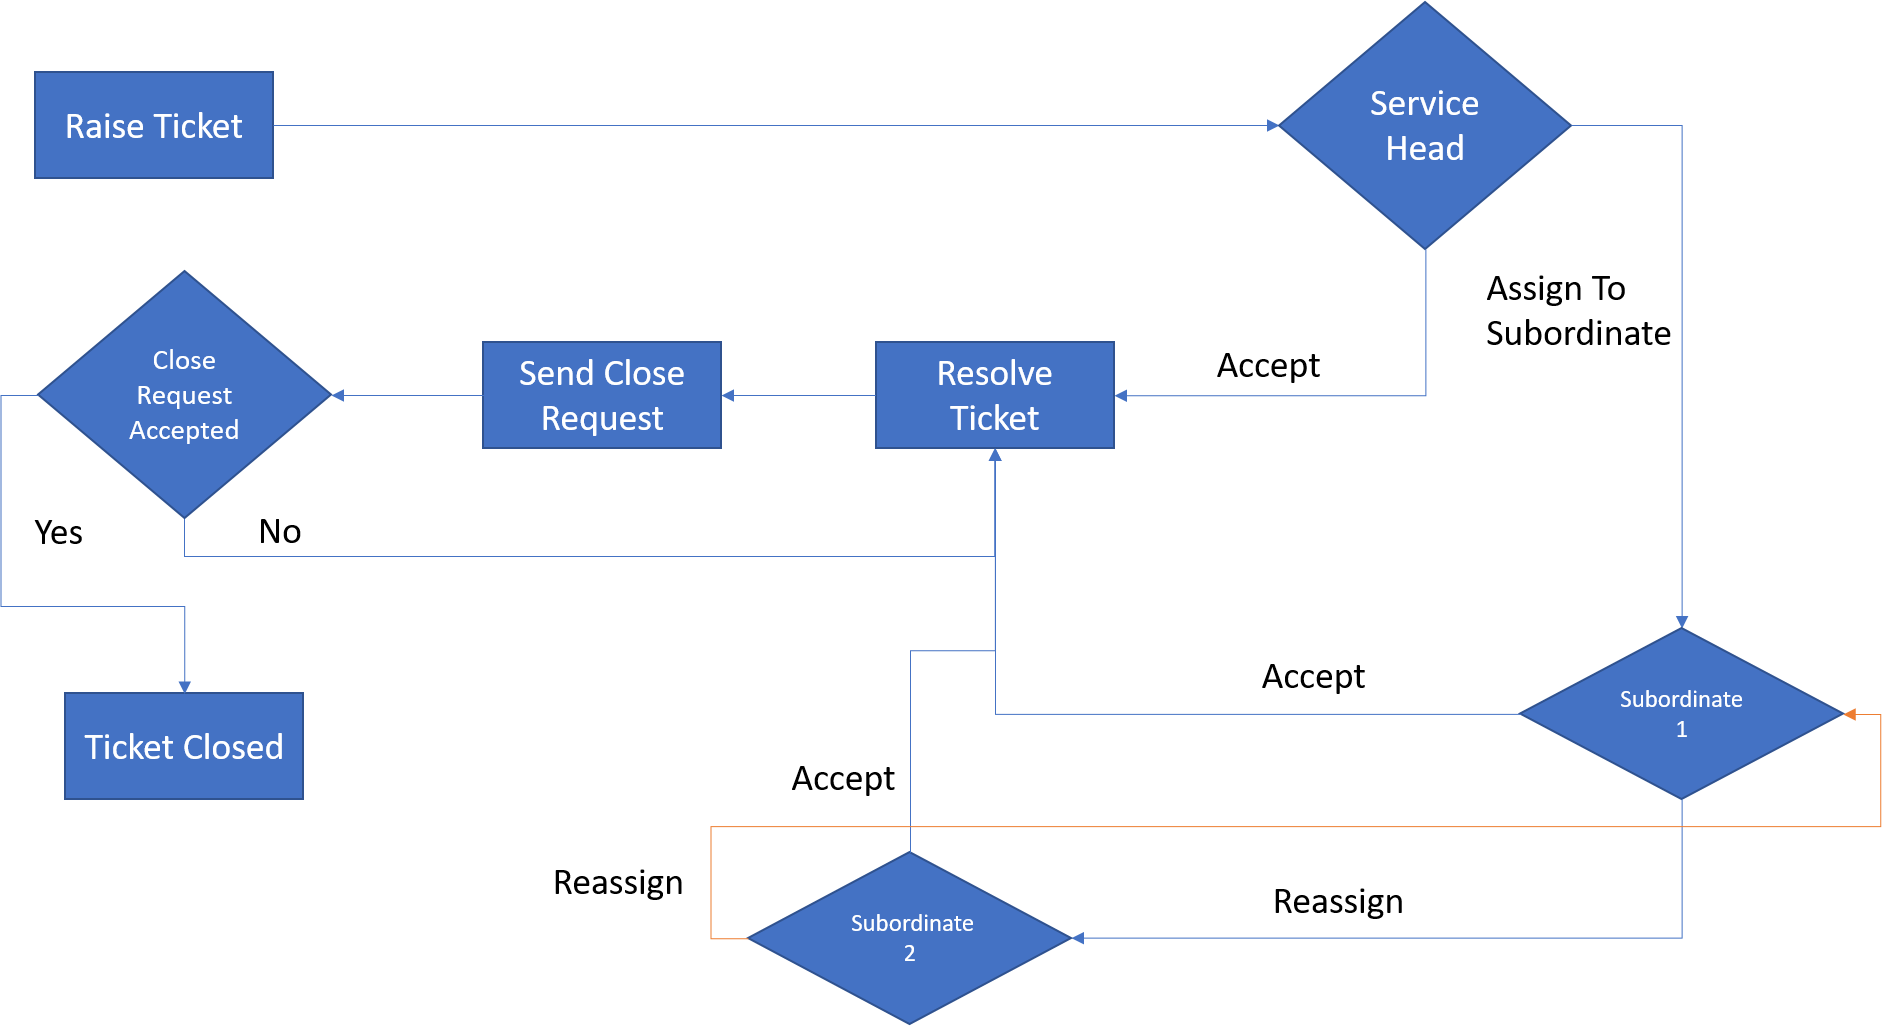 Raise Ticket
Service
Head
Assign To
Subordinate
Accept
Resolve
Ticket
Send Close
Request
Close
Request
Accepted
Yes
No
Ticket Closed
Accept
Subordinate
1
Accept
Reassign
Reassign
Subordinate
2